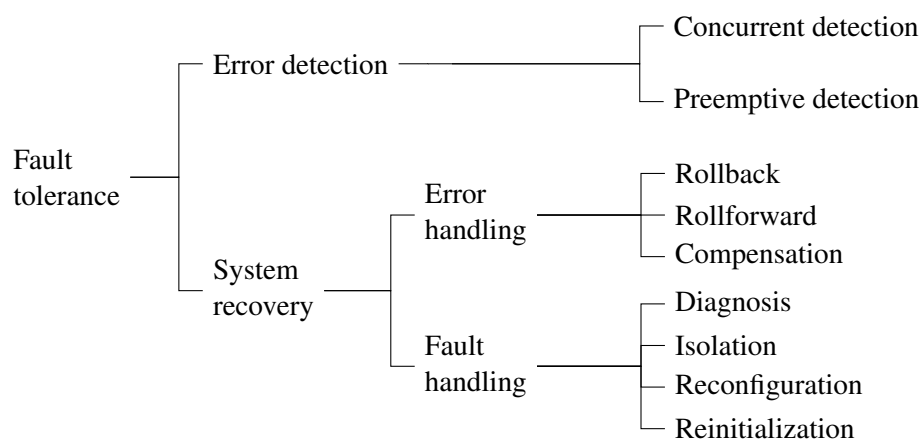 Concurrent detection
Error detection
Preemptive detection
Fault
tolerance
Rollback
Error
handling
Rollforward
Compensation
System
recovery
Diagnosis
Fault
handling
Isolation
Reconfiguration
Reinitialization